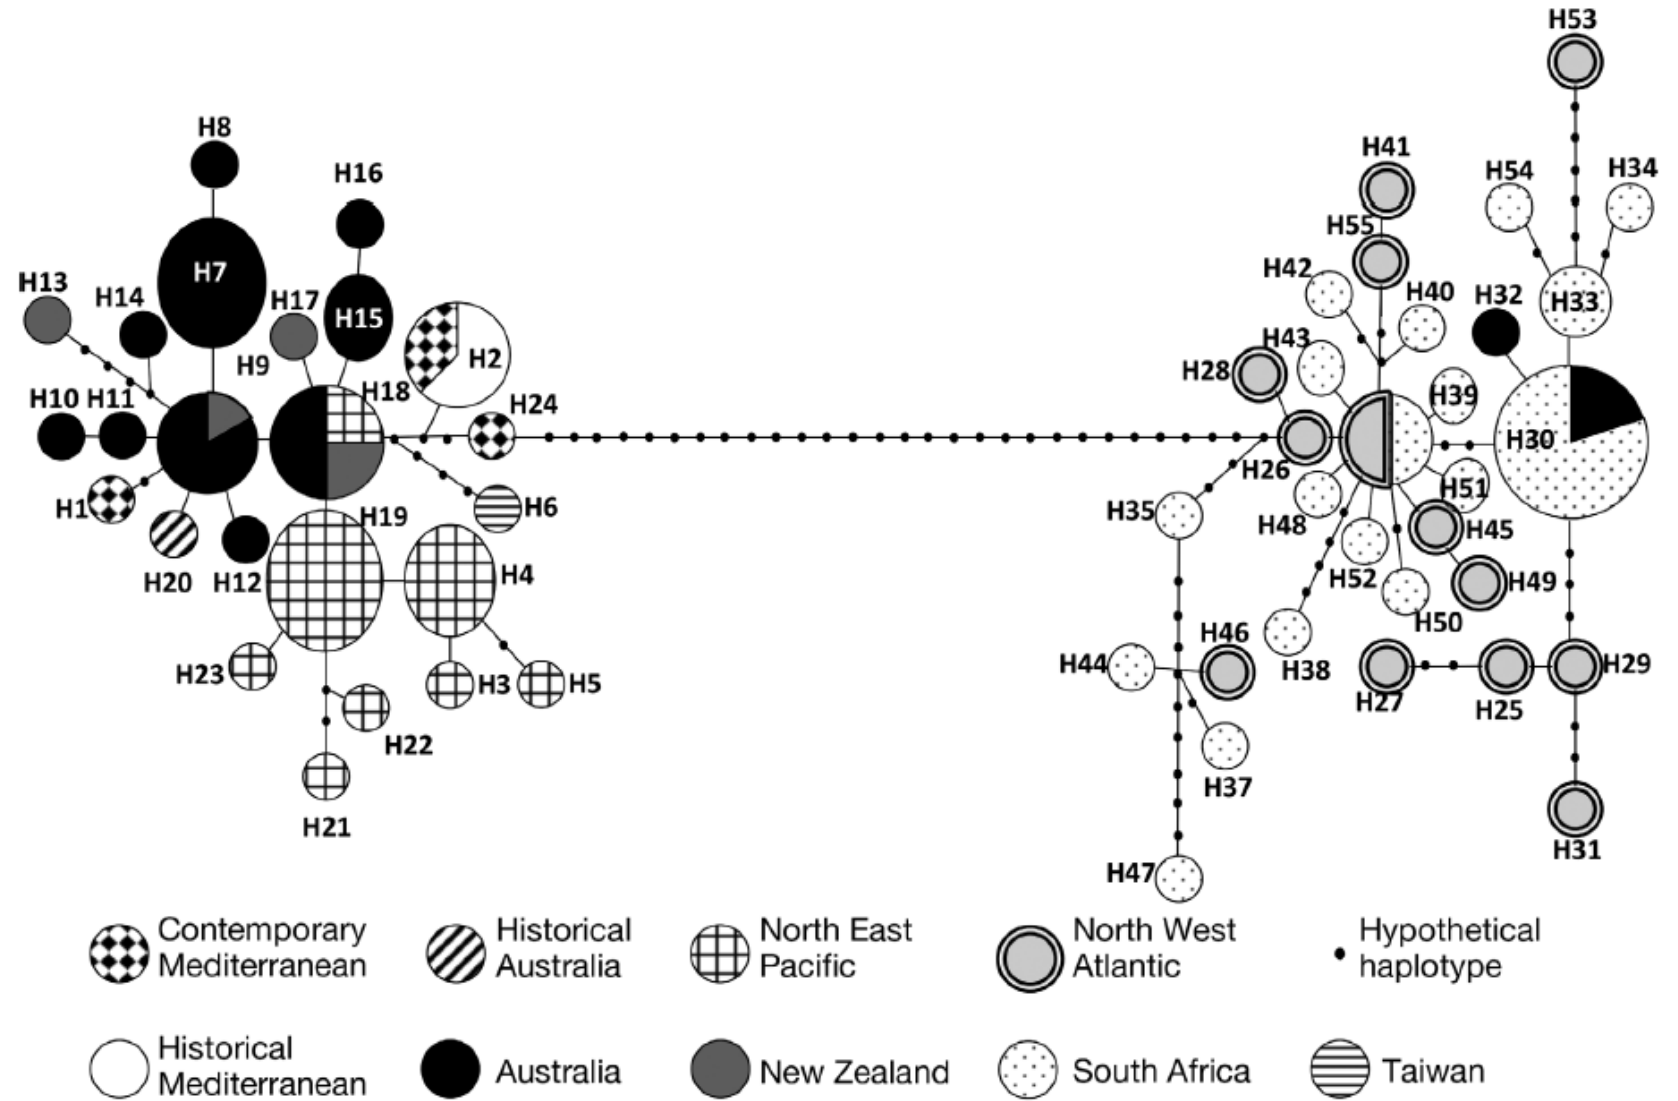 H53
H8
H41
H16
H54
H34
H55
H7
H13
H14
H17
H15
H42
H40
H32
H33
H2
H9
H43
H28
H18
H10
H11
H24
H39
H30
H26
H1
H6
H35
H48
H51
H45
H19
H20
H12
H4
H52
H49
H50
H46
H23
H3
H5
H44
H38
H29
H27
H25
H22
H37
H21
H31
H47
Contemporary
Mediterranean
Historical
Australia
North East
Pacific
North West
Atlantic
Hypothetical
haplotype
Historical
Mediterranean
Australia
New Zealand
South Africa
Taiwan